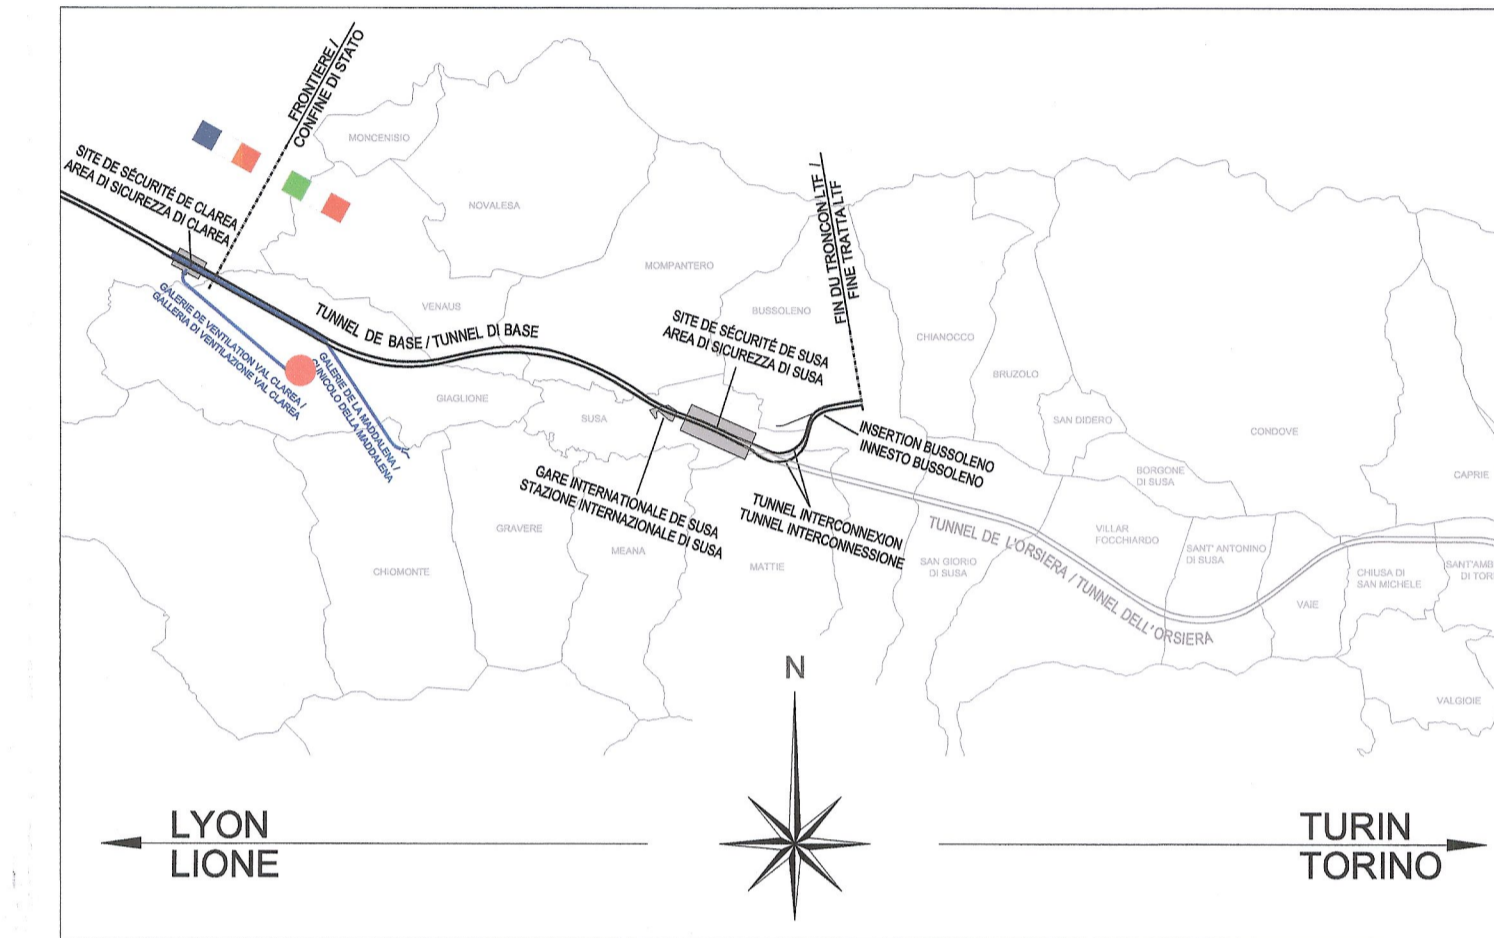 FRONTIERE /
CONFINE DI STATO
MONCENISIO
SITE DE SÉCURITÉ DE CLAREA
AREA DI SICUREZZA DI CLAREA
NOVALESA
FIN DU TRONCON LTF /
FINE TRATTA LTF
MOMPANTERO
VENAUS
BUSSOLENO
CHIANOCCO
BRUZOLO
SAN DIDERO
CONDOVE
CAPRIE
TUNNEL DE BASE / TUNNEL DI BASE
SITE DE SÉCURITÉ DE SUSA
AREA DI SICUREZZA DI SUSA
GALERIE DE VENTILATION VAL CLAREA /
GALLERIA DI VENTILAZIONE VAL CLAREA
GALERIE DE LA MADDALENA /
CUNICOLO DELLA MADDALENA
GIAGLIONE
SUSA
INSERTION BUSSOLENO
INNESTO BUSSOLENO
BORGONE
DI SUSA
GARE INTERNATIONALE DE SUSA
STAZIONE INTERNAZIONALE DI SUSA
TUNNEL INTERCONNEXION
TUNNEL INTERCONNESSIONE
TUNNEL DE L'ORSIERA / TUNNEL DELL'ORSIERA
GRAVERE
MEANA
MATTIE
CHIOMONTE
SAN GIORIO
DI SUSA
VILLAR
FOCCHIARDO
SANT' ANTONINO
DI SUSA
VAIE
CHIUSA DI
SAN MICHELE
SANT'AMB
DI TOR
VALGIOIE
N
LYON
LIONE
TURIN
TORINO